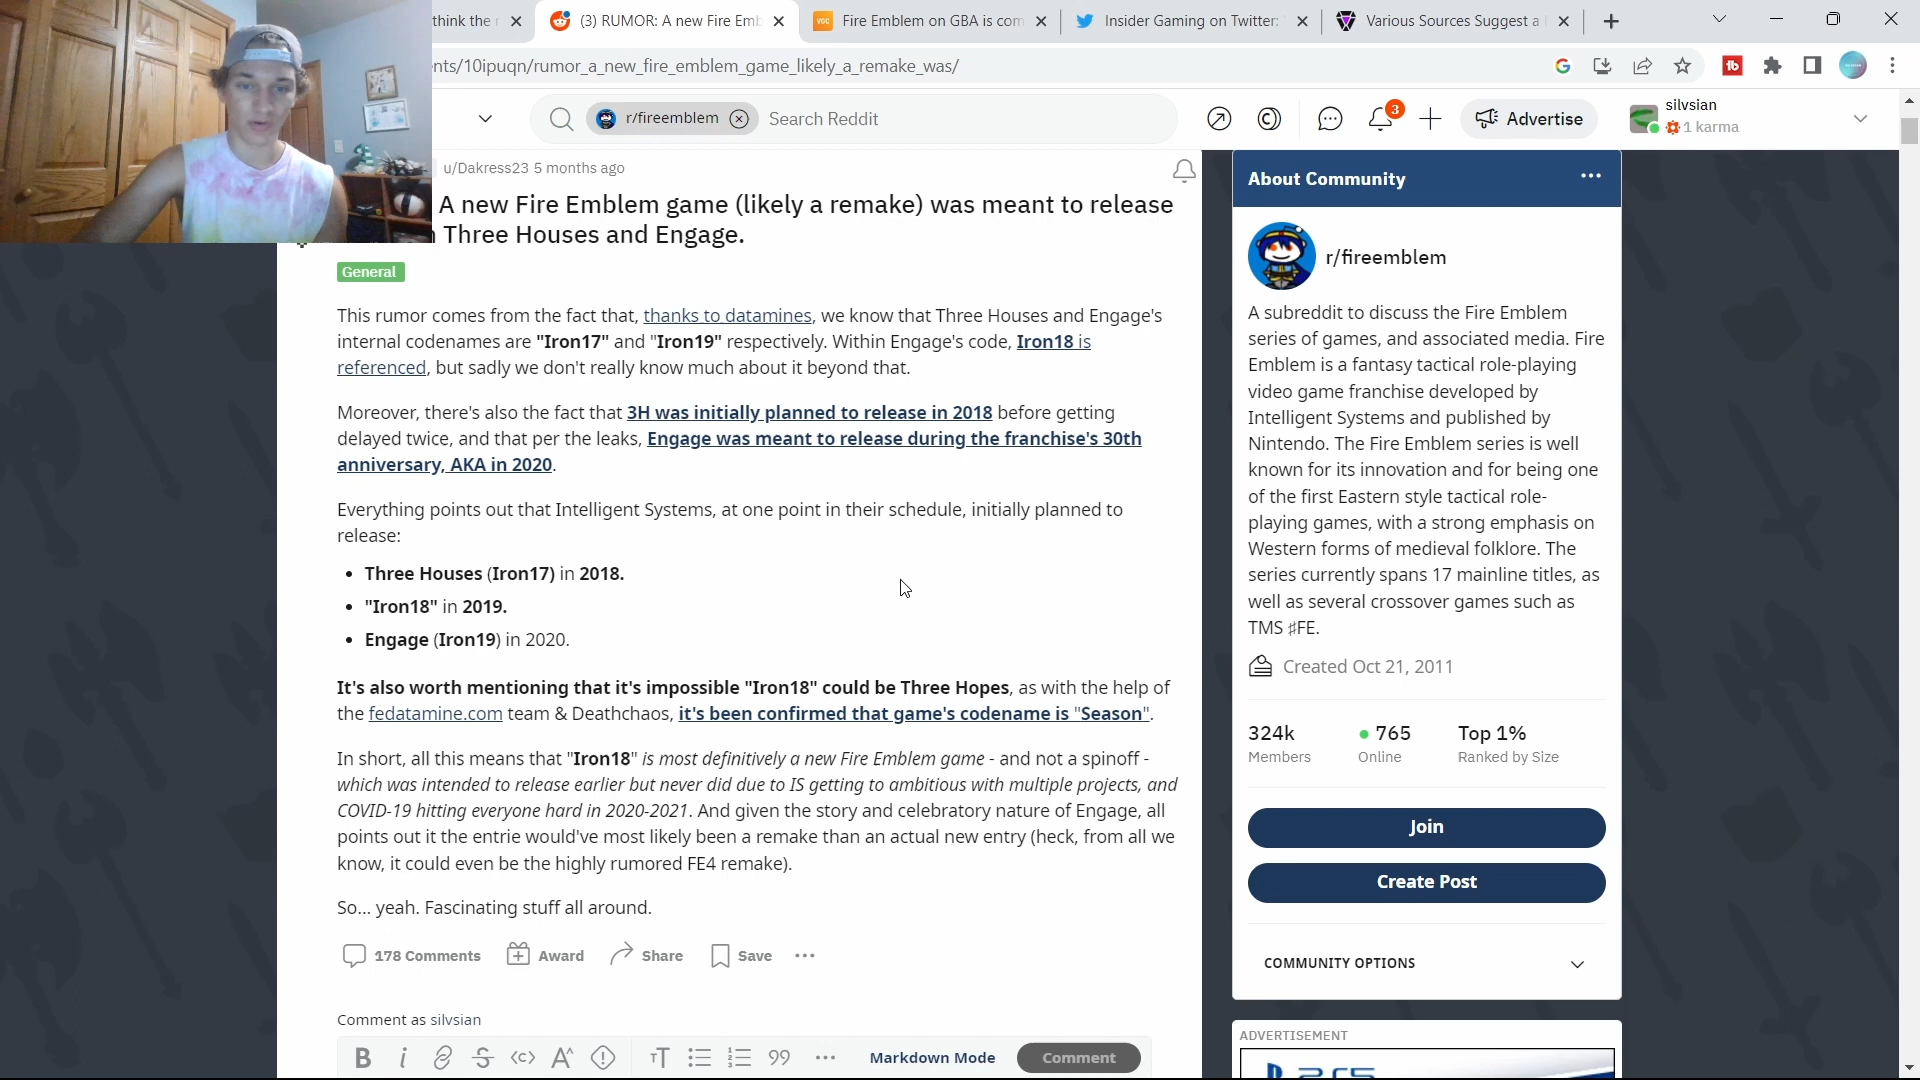 think the r
(3) RUMOR: A new Fire Emb
VGC
Fire Emblem on GBA is com
Insider Gaming on Twitter:
Various Sources Suggest a
nts/10ipuqn/rumor_a_new_fire_emblem_game_likely_a_remake_was/
r/fireemblem
Search Reddit
3
Advertise
silvsian
1 karma
u/Dakress23 5 months ago
A new Fire Emblem game (likely a remake) was meant to release
Three Houses and Engage.
General
This rumor comes from the fact that, thanks to datamines, we know that Three Houses and Engage's
internal codenames are "Iron17" and "Iron19" respectively. Within Engage's code, Iron18 is
referenced, but sadly we don't really know much about it beyond that.
Moreover, there's also the fact that 3H was initially planned to release in 2018 before getting
delayed twice, and that per the leaks, Engage was meant to release during the franchise's 30th
anniversary, AKA in 2020.
Everything points out that Intelligent Systems, at one point in their schedule, initially planned to
release:
• Three Houses (Iron17) in 2018.
• "Iron18" in 2019.
• Engage (Iron19) in 2020.
It's also worth mentioning that it's impossible "Iron18" could be Three Hopes, as with the help of
the fedatamine.com team & Deathchaos, it's been confirmed that game's codename is "Season".
In short, all this means that "Iron18" is most definitively a new Fire Emblem game - and not a spinoff -
which was intended to release earlier but never did due to IS getting to ambitious with multiple projects, and
COVID-19 hitting everyone hard in 2020-2021. And given the story and celebratory nature of Engage, all
points out it the entrie would've most likely been a remake than an actual new entry (heck, from all we
know, it could even be the highly rumored FE4 remake).
So... yeah. Fascinating stuff all around.
178 Comments
Award
Share
Save
Comment as silvsian
Markdown Mode
Comment
About Community
r/fireemblem
A subreddit to discuss the Fire Emblem
series of games, and associated media. Fire
Emblem is a fantasy tactical role-playing
video game franchise developed by
Intelligent Systems and published by
Nintendo. The Fire Emblem series is well
known for its innovation and for being one
of the first Eastern style tactical role-
playing games, with a strong emphasis on
Western forms of medieval folklore. The
series currently spans 17 mainline titles, as
well as several crossover games such as
TMS ♯FE.
Created Oct 21, 2011
324k
Members
765
Online
Top 1%
Ranked by Size
Join
Create Post
COMMUNITY OPTIONS
ADVERTISEMENT
PS5